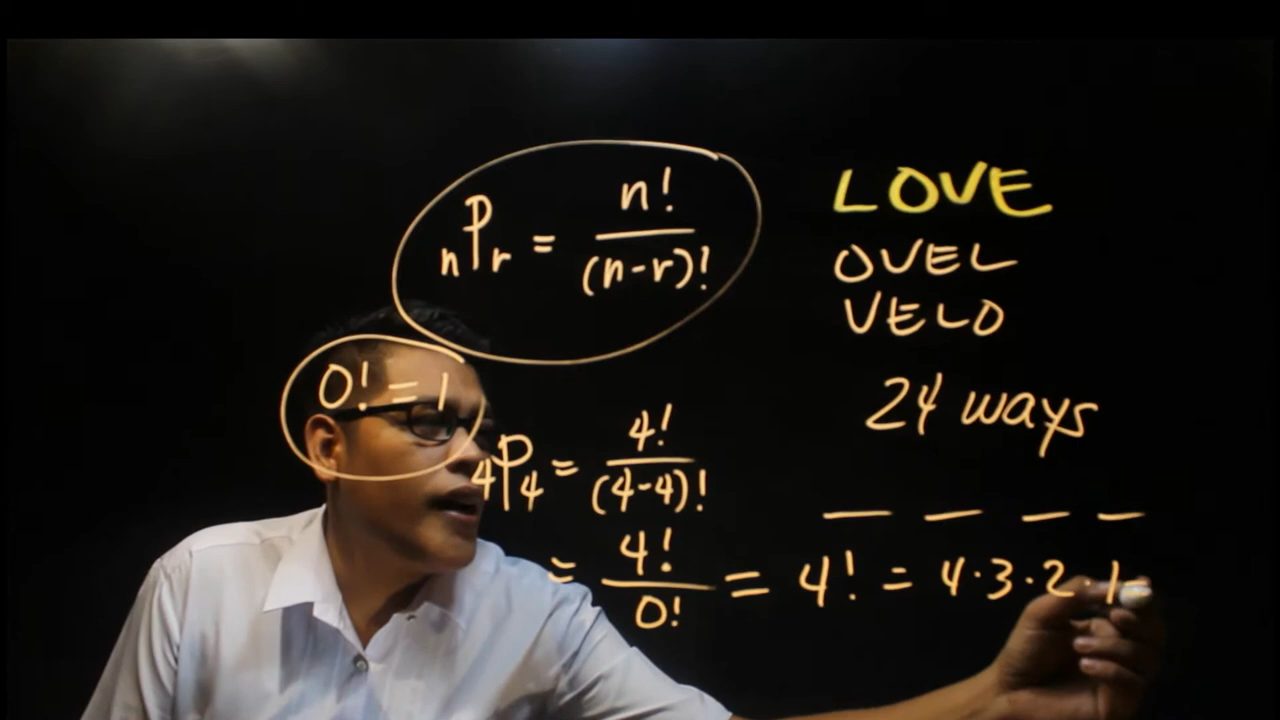 nPr = n! / (n-r)!
0! = 1
4P4 = 4! / (4-4)!
= 4! / 0! = 4! = 4·3·2·1=
LOVE
OVEL
VELO
24 ways